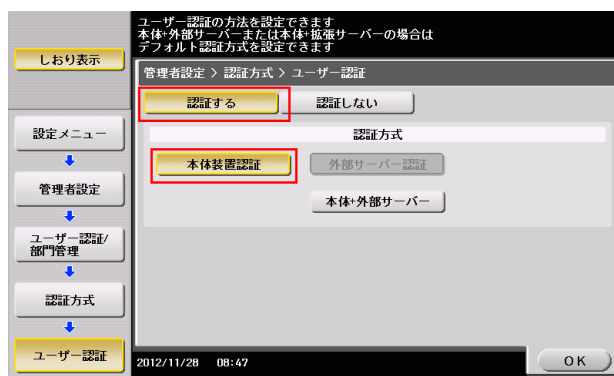 ユーザー認証の方法を設定できます
本体+外部サーバーまたは本体+拡張サーバーの場合は
デフォルト認証方式を設定できます
しおり表示
管理者設定 > 認証方式 > ユーザー認証
認証する
認証しない
認証方式
設定メニュー
本体装置認証
外部サーバー認証
管理者設定
本体+外部サーバー
ユーザー認証/
部門管理
認証方式
ユーザー認証
2012/11/28 08:47
OK